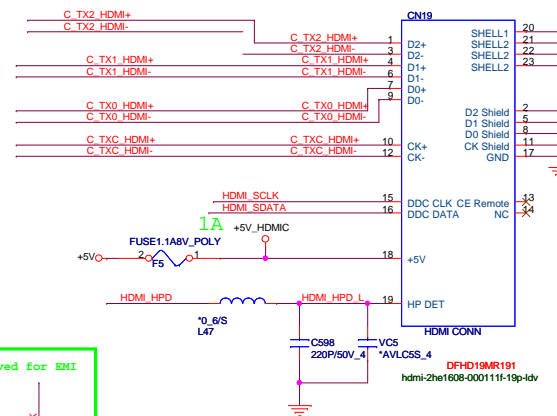 CN19
C_TX2_HDMI+
C_TX2_HDMI-
C_TX2_HDMI+
C_TX2_HDMI-
C_TX1_HDMI+ C_TX1_HDMI+
C_TX1_HDMI- C_TX1_HDMI-
C_TX0_HDMI+ C_TX0_HDMI+
C_TX0_HDMI- C_TX0_HDMI-
C_TXC_HDMI+ C_TXC_HDMI+
C_TXC_HDMI- C_TXC_HDMI-
1 D2+
3 D2-
4 D1+
6 D1-
7 D0+
9 D0-
10 CK+
12 CK-
SHELL1 20
SHELL2 21
SHELL2 22
SHELL2 23
D2 Shield 2
D1 Shield 5
D0 Shield 8
CK Shield 11
GND 17
HDMI_SCLK 15 DDC CLK CE Remote 13
HDMI_SDATA 16 DDC DATA NC 14
1A +5V_HDMIC
FUSE1.1A8V_POLY
+5V 2 1 18 +5V
F5
HDMI_HPD HDMI_HPD_L 19 HP DET
*0_6/S
L47
HDMI CONN
C598 VC5
220P/50V_4 *AVLC5S_4
DFHD19MR191
hdmi-2he1608-000111f-19p-ldv
ved for EMI